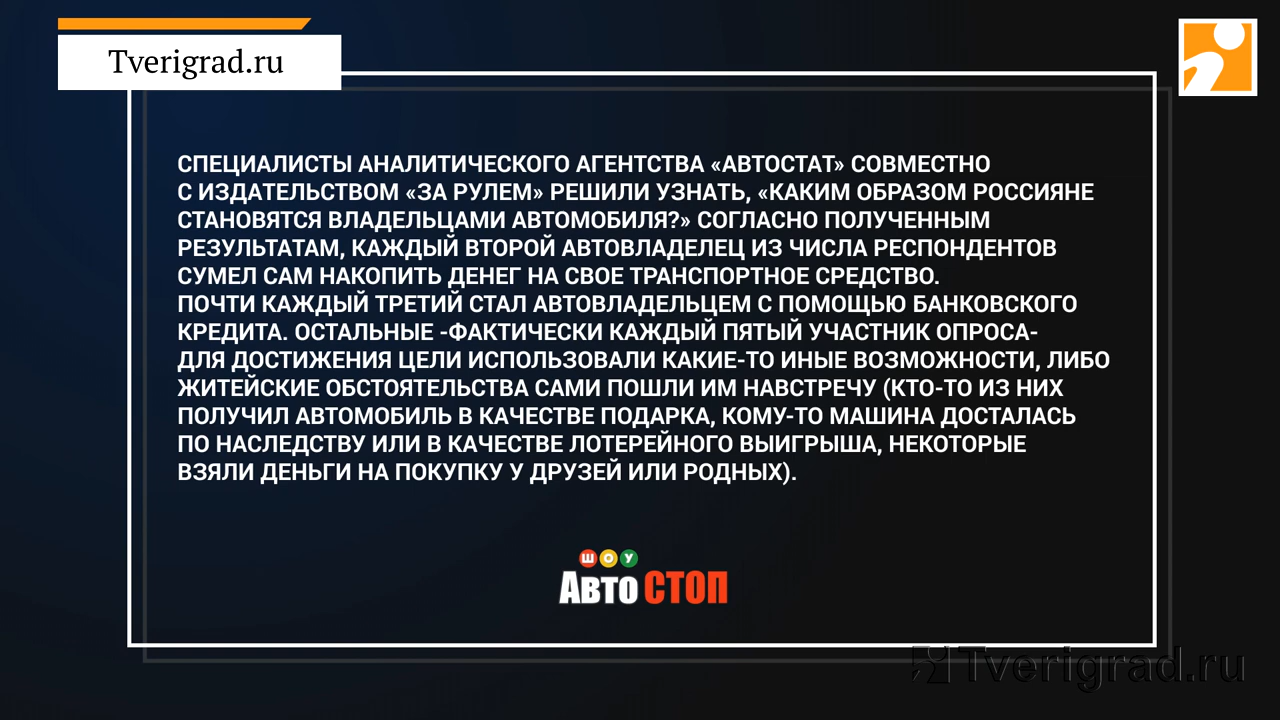 Tverigrad.ru
СПЕЦИАЛИСТЫ АНАЛИТИЧЕСКОГО АГЕНТСТВА «АВТОСТАТ» СОВМЕСТНО
С ИЗДАТЕЛЬСТВОМ «ЗА РУЛЕМ» РЕШИЛИ УЗНАТЬ, «КАКИМ ОБРАЗОМ РОССИЯНЕ
СТАНОВЯТСЯ ВЛАДЕЛЬЦАМИ АВТОМОБИЛЯ?» СОГЛАСНО ПОЛУЧЕННЫМ
РЕЗУЛЬТАТАМ, КАЖДЫЙ ВТОРОЙ АВТОВЛАДЕЛЕЦ ИЗ ЧИСЛА РЕСПОНДЕНТОВ
СУМЕЛ САМ НАКОПИТЬ ДЕНЕГ НА СВОЕ ТРАНСПОРТНОЕ СРЕДСТВО.
ПОЧТИ КАЖДЫЙ ТРЕТИЙ СТАЛ АВТОВЛАДЕЛЬЦЕМ С ПОМОЩЬЮ БАНКОВСКОГО
КРЕДИТА. ОСТАЛЬНЫЕ -ФАКТИЧЕСКИ КАЖДЫЙ ПЯТЫЙ УЧАСТНИК ОПРОСА-
ДЛЯ ДОСТИЖЕНИЯ ЦЕЛИ ИСПОЛЬЗОВАЛИ КАКИЕ-ТО ИНЫЕ ВОЗМОЖНОСТИ, ЛИБО
ЖИТЕЙСКИЕ ОБСТОЯТЕЛЬСТВА САМИ ПОШЛИ ИМ НАВСТРЕЧУ (КТО-ТО ИЗ НИХ
ПОЛУЧИЛ АВТОМОБИЛЬ В КАЧЕСТВЕ ПОДАРКА, КОМУ-ТО МАШИНА ДОСТАЛАСЬ
ПО НАСЛЕДСТВУ ИЛИ В КАЧЕСТВЕ ЛОТЕРЕЙНОГО ВЫИГРЫША, НЕКОТОРЫЕ
ВЗЯЛИ ДЕНЬГИ НА ПОКУПКУ У ДРУЗЕЙ ИЛИ РОДНЫХ).
ШОУ
АВТО СТОП
Tverigrad.ru